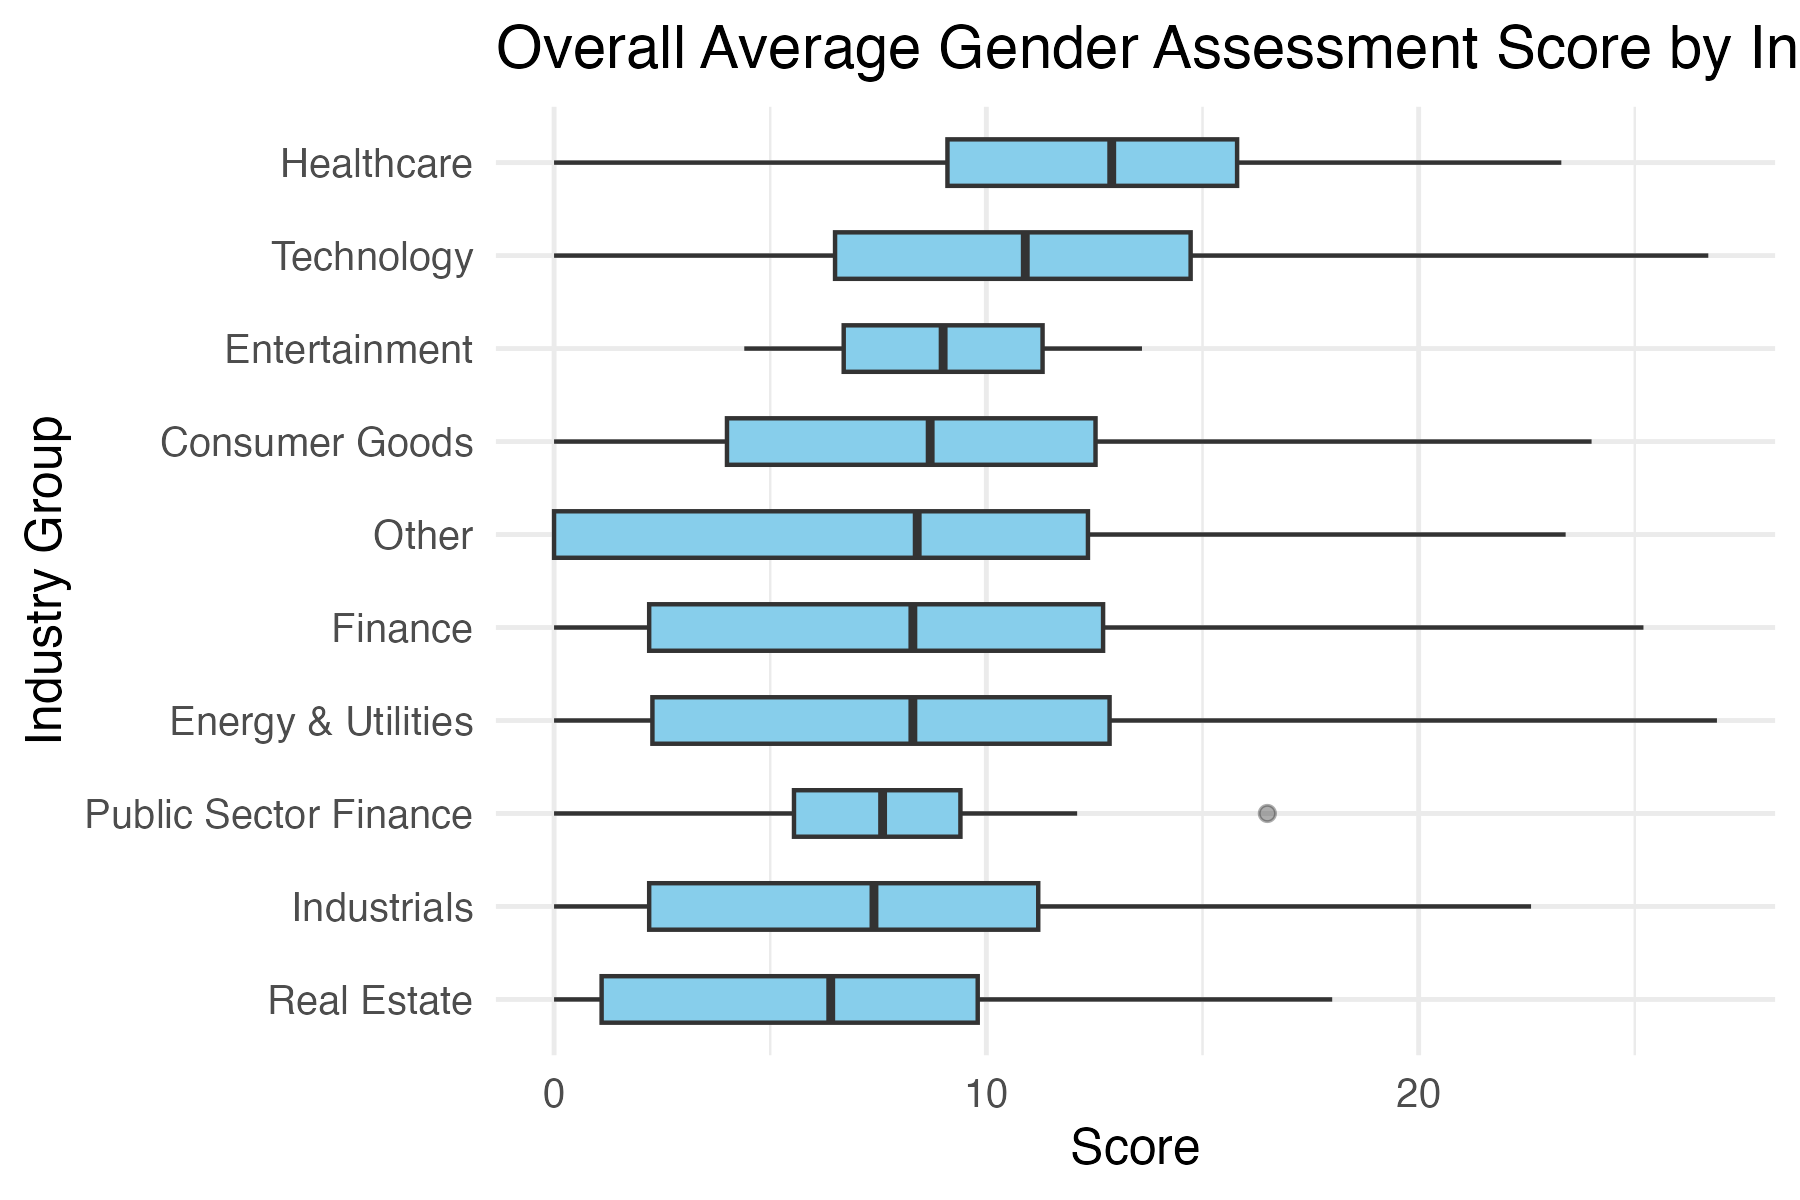 Overall Average Gender Assessment Score by In
Industry Group
Healthcare
Technology
Entertainment
Consumer Goods
Other
Finance
Energy & Utilities
Public Sector Finance
Industrials
Real Estate
0 10 20
Score